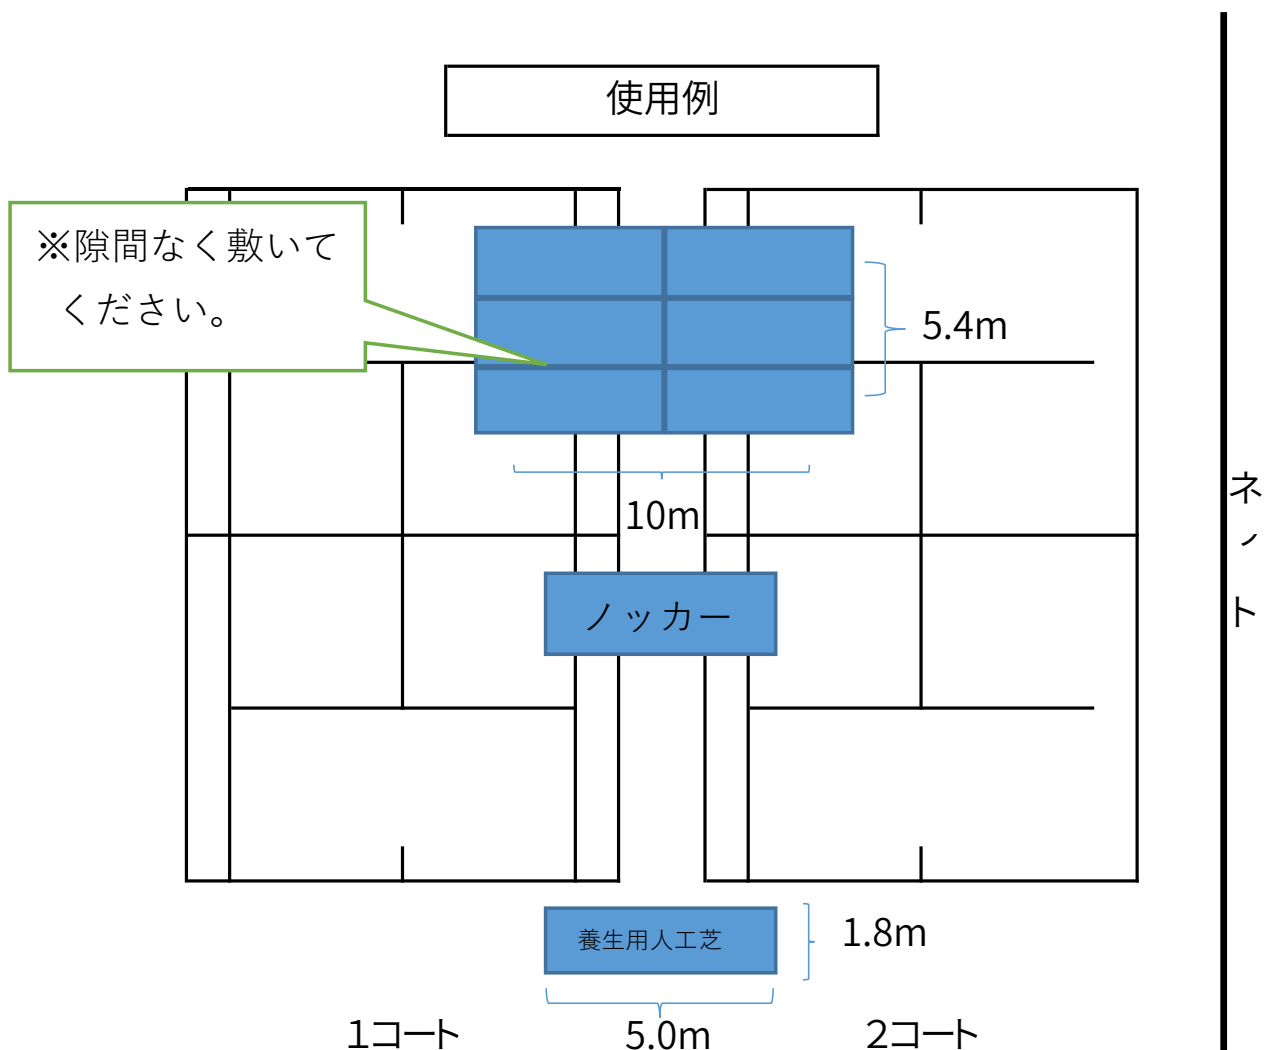 使用例
※隙間なく敷いて
ください。
5.4m
10m
ネット
ノッカー
養生用人工芝
1.8m
5.0m
1コート
2コート